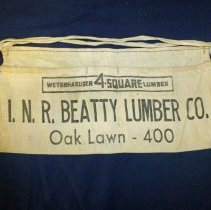 WEYERHAEUSER 4-SQUARE LUMBER
I. N. R. BEATTY LUMBER CO.
Oak Lawn - 400